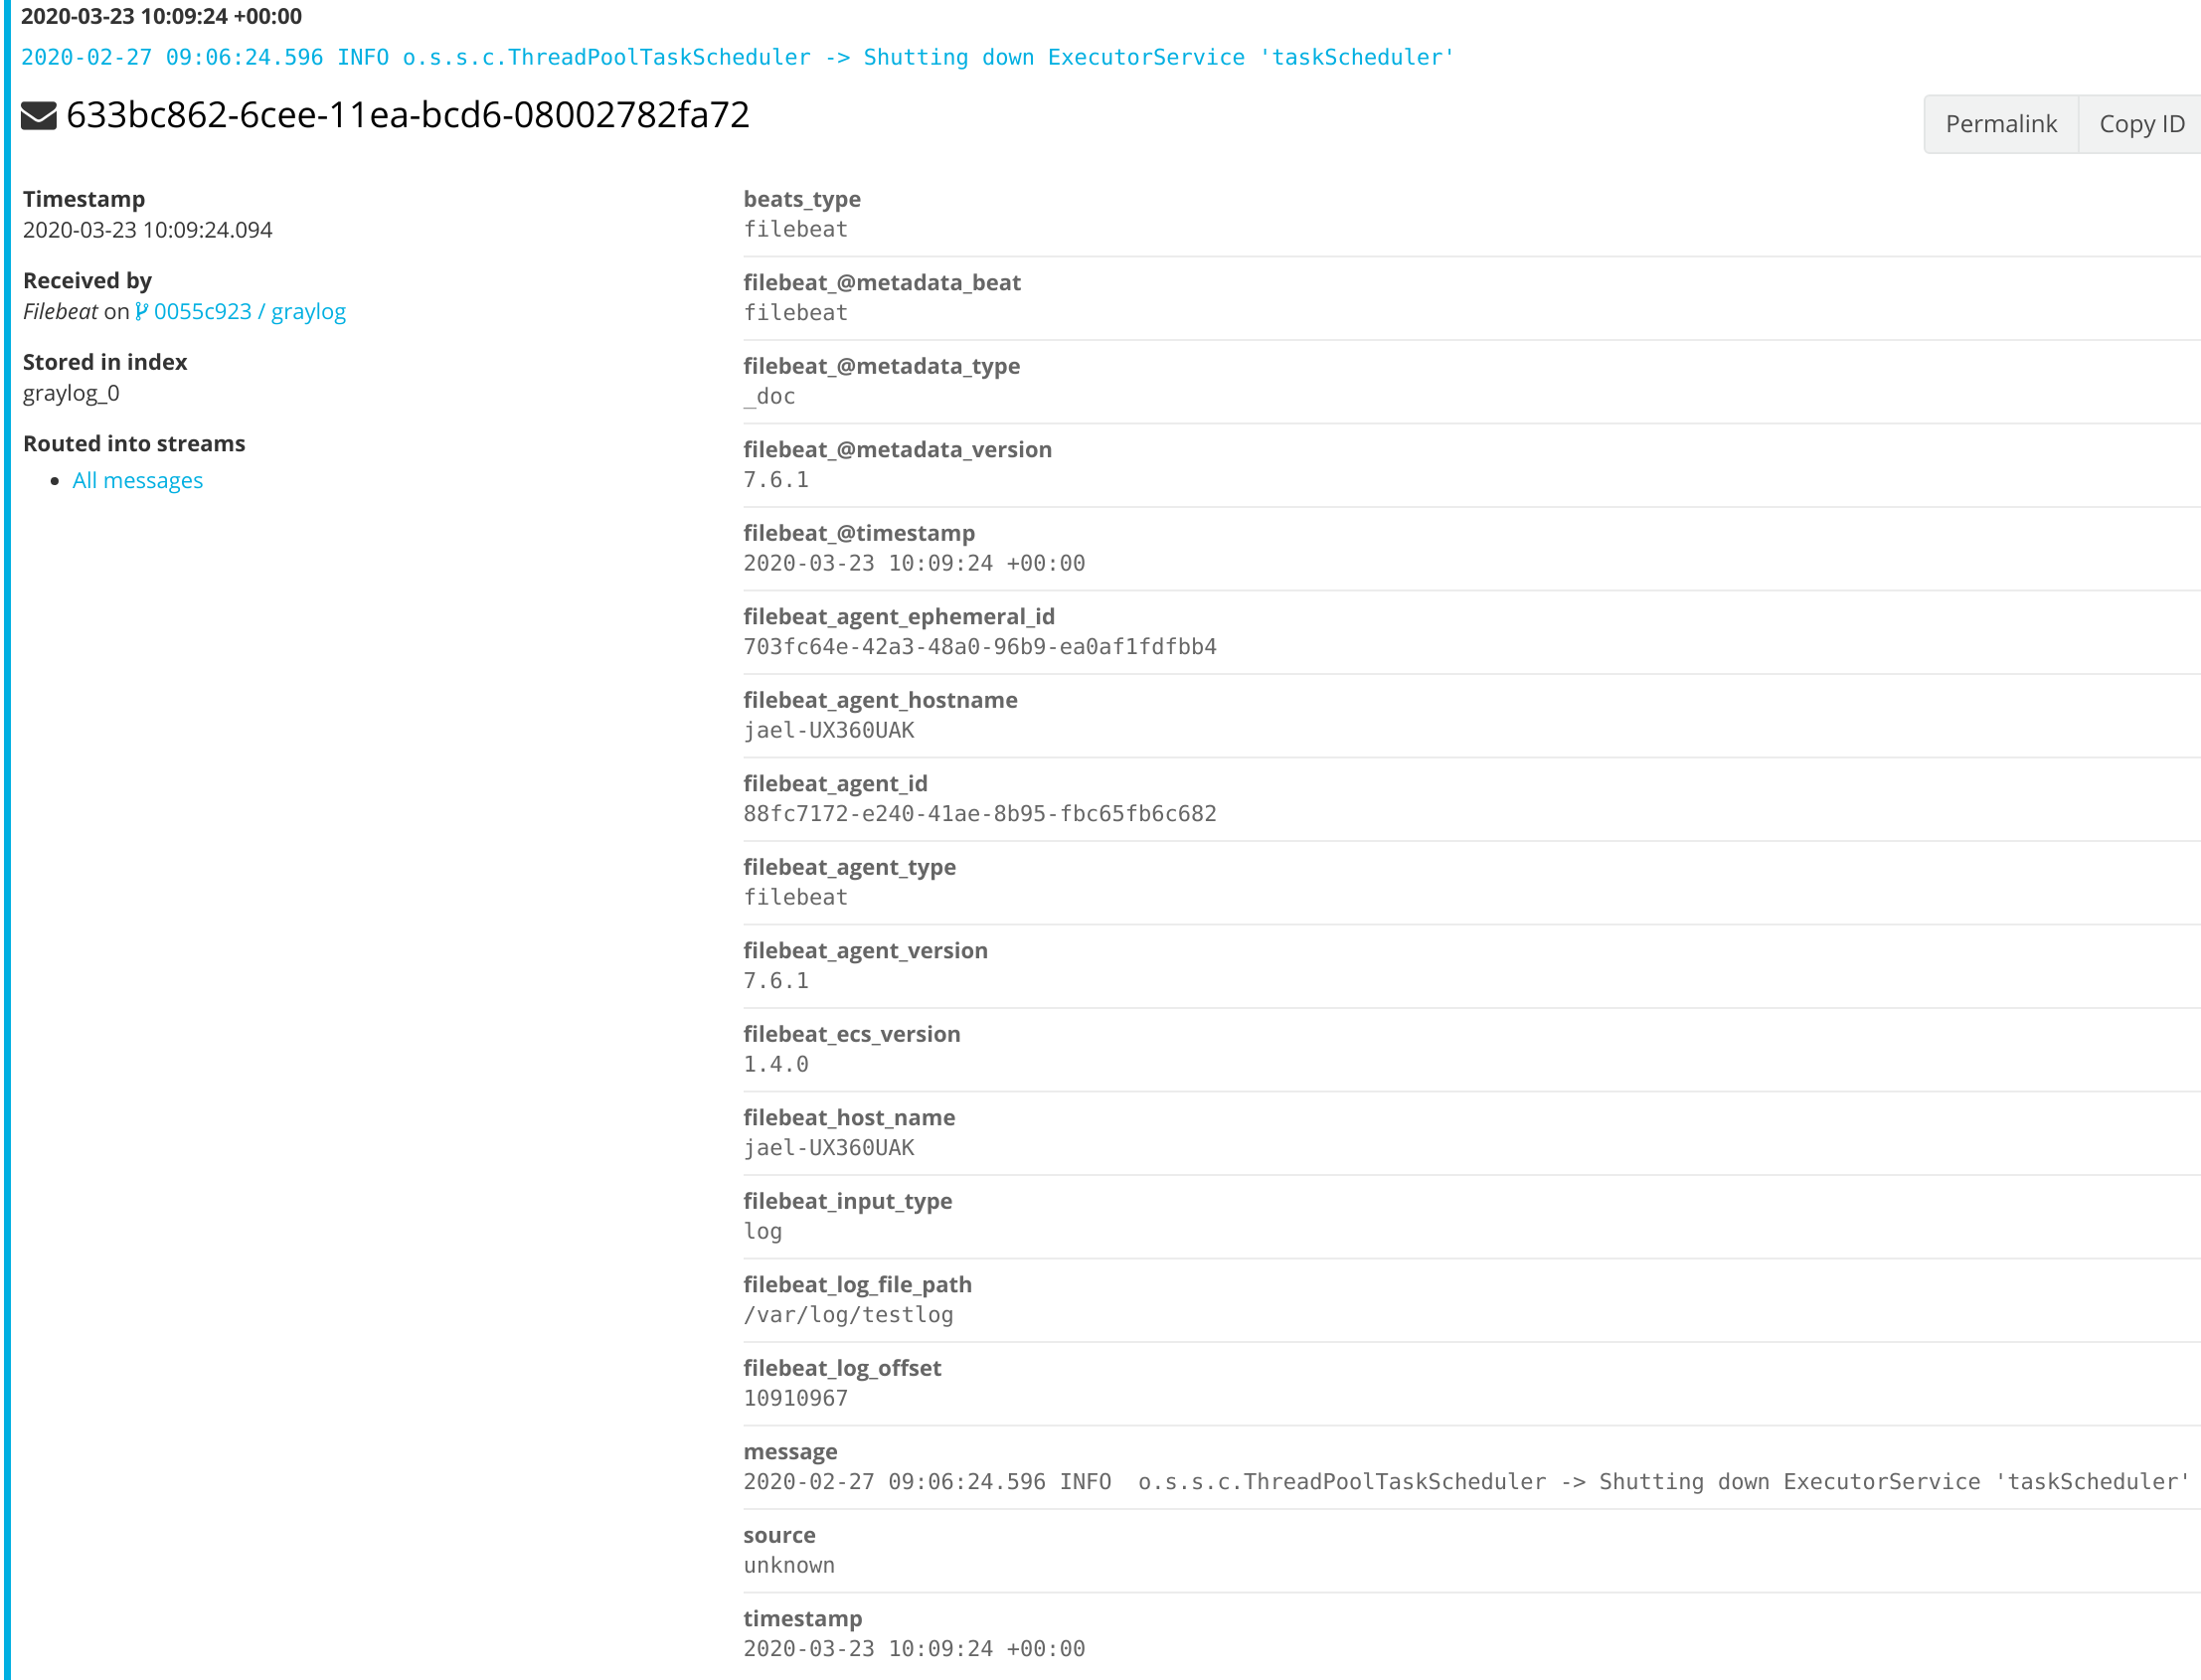 2020-03-23 10:09:24 +00:00
2020-02-27 09:06:24.596 INFO o.s.s.c.ThreadPoolTaskScheduler -> Shutting down ExecutorService 'taskScheduler'
633bc862-6cee-11ea-bcd6-08002782fa72
Permalink
Copy ID
Timestamp
2020-03-23 10:09:24.094
Received by
Filebeat on 0055c923 / graylog
Stored in index
graylog_0
Routed into streams
All messages
beats_type
filebeat
filebeat_@metadata_beat
filebeat
filebeat_@metadata_type
_doc
filebeat_@metadata_version
7.6.1
filebeat_@timestamp
2020-03-23 10:09:24 +00:00
filebeat_agent_ephemeral_id
703fc64e-42a3-48a0-96b9-ea0af1fdfbb4
filebeat_agent_hostname
jael-UX360UAK
filebeat_agent_id
88fc7172-e240-41ae-8b95-fbc65fb6c682
filebeat_agent_type
filebeat
filebeat_agent_version
7.6.1
filebeat_ecs_version
1.4.0
filebeat_host_name
jael-UX360UAK
filebeat_input_type
log
filebeat_log_file_path
/var/log/testlog
filebeat_log_offset
10910967
message
2020-02-27 09:06:24.596 INFO  o.s.s.c.ThreadPoolTaskScheduler -> Shutting down ExecutorService 'taskScheduler'
source
unknown
timestamp
2020-03-23 10:09:24 +00:00